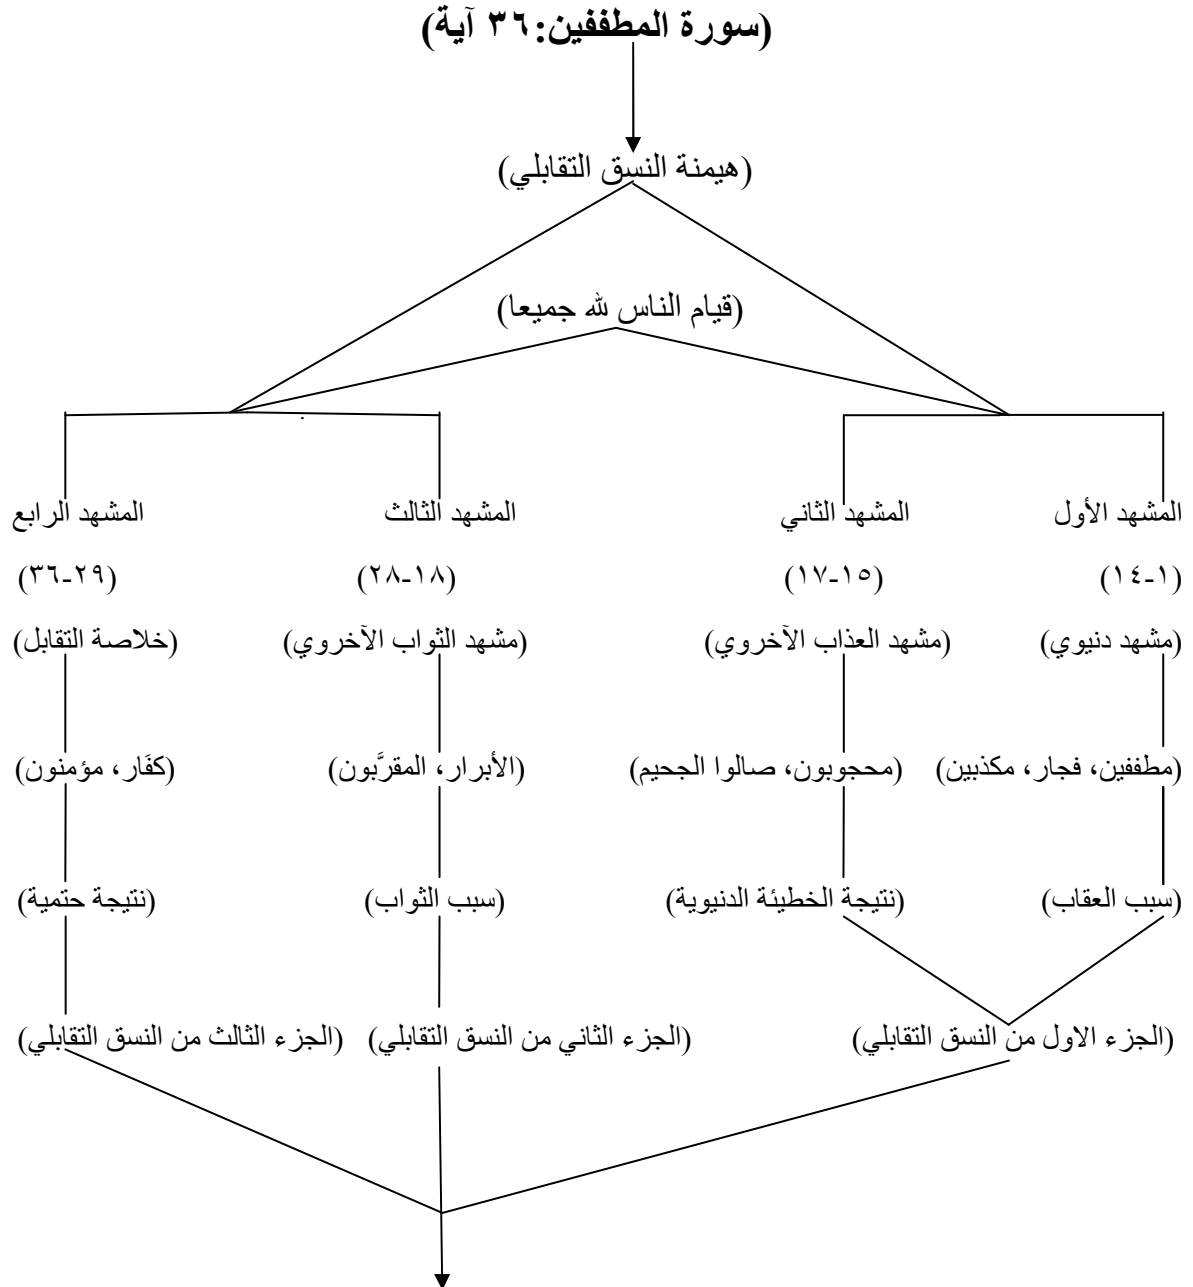 (سورة المطففين: ٣٦ آية)
(هيمنة النسق التقابلي)
(قيام الناس لله جميعا)
المشهد الأول المشهد الثاني المشهد الثالث المشهد الرابع
(١-١٤) (١٥-١٧) (١٨-٢٨) (٢٩-٣٦)
(مشهد دنيوي) (مشهد العذاب الآخروي) (مشهد الثواب الآخروي) (خلاصة التقابل)
(مطففين، فجار، مكذبين) (محجوبون، صالوا الجحيم) (الأبرار، المقرَّبون) (كفَار، مؤمنون)
(سبب العقاب) (نتيجة الخطيئة الدنيوية) (سبب الثواب) (نتيجة حتمية)
(الجزء الاول من النسق التقابلي) (الجزء الثاني من النسق التقابلي) (الجزء الثالث من النسق التقابلي)